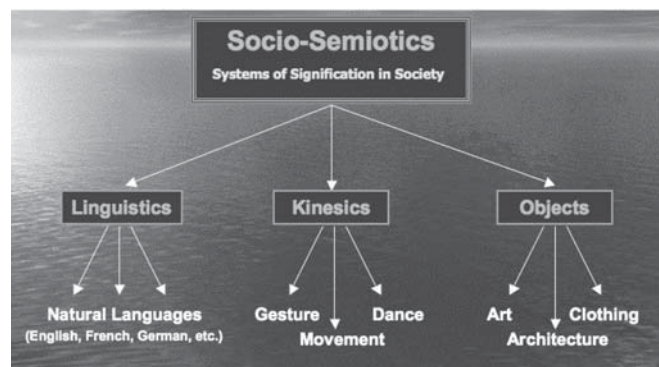 Socio-Semiotics
Systems of Signification in Society
Linguistics
Kinesics
Objects
Natural Languages
(English, French, German, etc.)
Gesture
Dance
Movement
Art
Clothing
Architecture